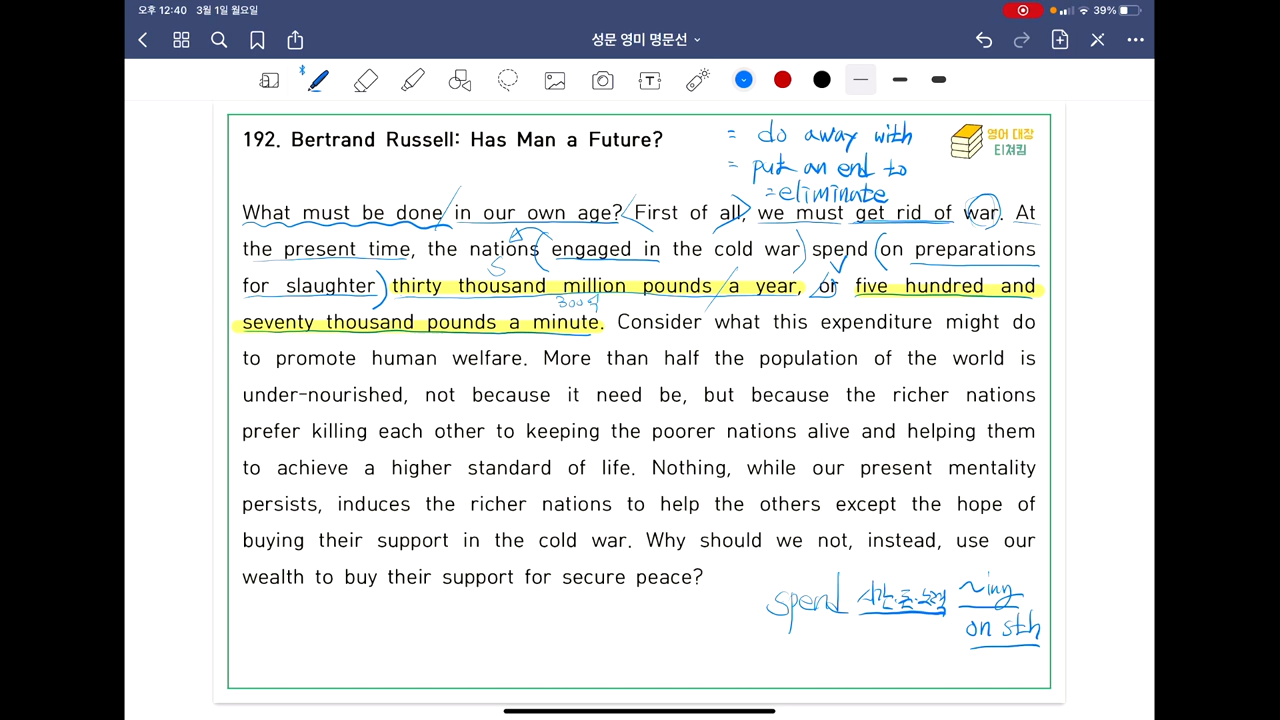 오후 12:40 3월 1일 월요일
39%
성문 영미 명문선
192. Bertrand Russell: Has Man a Future?
= do away with
= put an end to
= eliminate
영어 대장
티쳐킴
What must be done in our own age? First of all, we must get rid of war. At
the present time, the nations engaged in the cold war spend on preparations
S
for slaughter thirty thousand million pounds a year, or five hundred and
300억
seventy thousand pounds a minute. Consider what this expenditure might do
to promote human welfare. More than half the population of the world is
under-nourished, not because it need be, but because the richer nations
prefer killing each other to keeping the poorer nations alive and helping them
to achieve a higher standard of life. Nothing, while our present mentality
persists, induces the richer nations to help the others except the hope of
buying their support in the cold war. Why should we not, instead, use our
wealth to buy their support for secure peace?
spend 시간·돈·노력 ~ing
on sth